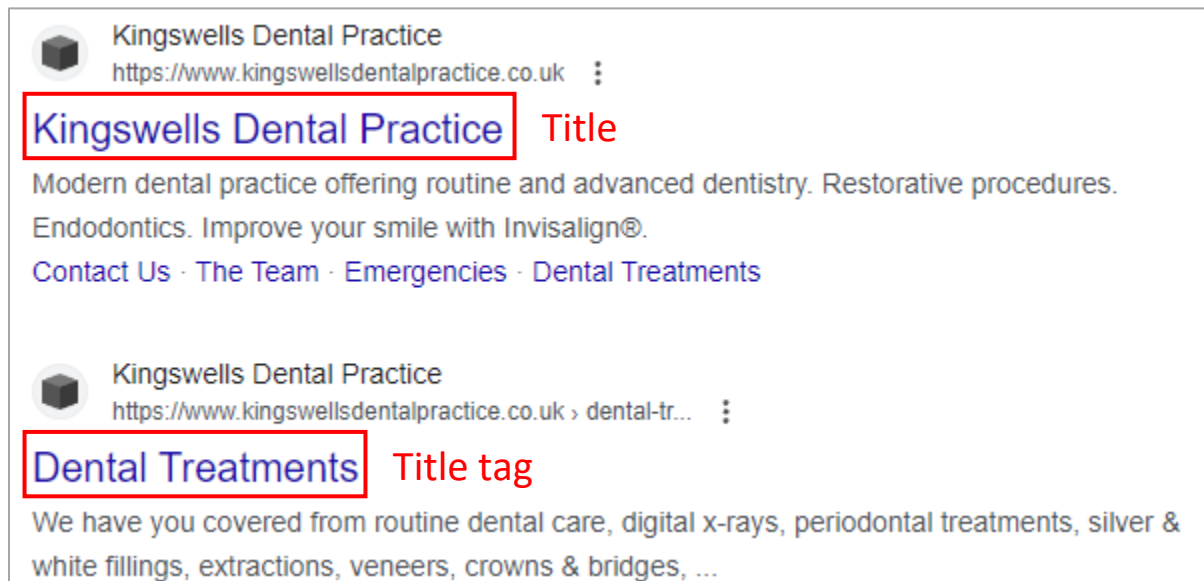 Kingswells Dental Practice
https://www.kingswellsdentalpractice.co.uk
Kingswells Dental Practice Title
Modern dental practice offering routine and advanced dentistry. Restorative procedures.
Endodontics. Improve your smile with Invisalign®.
Contact Us · The Team · Emergencies · Dental Treatments
Kingswells Dental Practice
https://www.kingswellsdentalpractice.co.uk › dental-tr...
Dental Treatments Title tag
We have you covered from routine dental care, digital x-rays, periodontal treatments, silver &
white fillings, extractions, veneers, crowns & bridges, ...